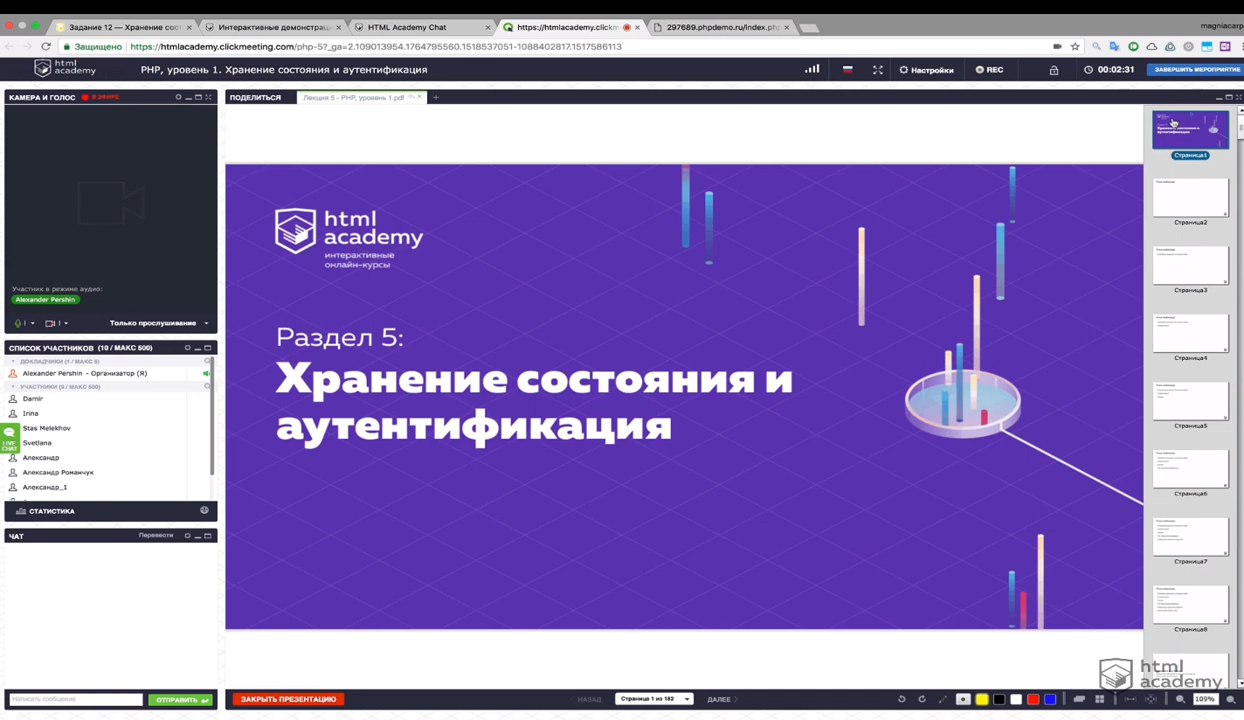 Задание 12 — Хранение сост
Интерактивные демонстрац
HTML Academy Chat
https://htmlacademy.clickm
297689.phpdemo.ru/index.ph
magniacarp
Защищено https://htmlacademy.clickmeeting.com/php-5?_ga=2.109013954.1764795560.1518537051-1088402817.1517586113
html academy
PHP, уровень 1. Хранение состояния и аутентификация
Настройки
REC
00:02:31
ЗАВЕРШИТЬ МЕРОПРИЯТИЕ
КАМЕРА И ГОЛОС
В ЭФИРЕ
ПОДЕЛИТЬСЯ
Лекция 5 - PHP, уровень 1.pdf
Участник в режиме аудио:
Alexander Pershin
Только прослушивание
СПИСОК УЧАСТНИКОВ (10 / МАКС 500)
ДОКЛАДЧИКИ (1 / МАКС 5)
Alexander Pershin - Организатор (Я)
УЧАСТНИКИ (9 / МАКС 500)
Damir
Irina
Stas Melekhov
Svetlana
Александр
Александр Романчук
Александр_1
LIVE CHAT
СТАТИСТИКА
ЧАТ
Перевести
Написать сообщение
ОТПРАВИТЬ
html
academy
интерактивные
онлайн-курсы
Раздел 5:
Хранение состояния и
аутентификация
Страница1
Страница2
Страница3
Страница4
Страница5
Страница6
Страница7
Страница8
html
academy
ЗАКРЫТЬ ПРЕЗЕНТАЦИЮ
НАЗАД
Страница 1 из 162
ДАЛЕЕ
109%